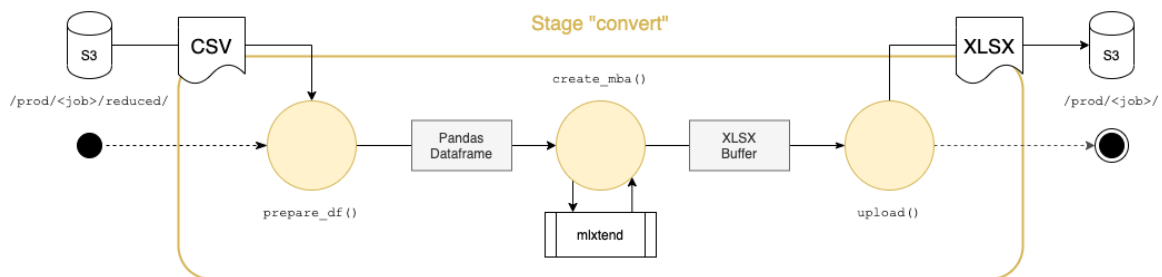 Stage "convert"
S3
CSV
XLSX
S3
create_mba()
/prod/<job>/reduced/
/prod/<job>/
Pandas
Dataframe
XLSX
Buffer
prepare_df()
mlxtend
upload()